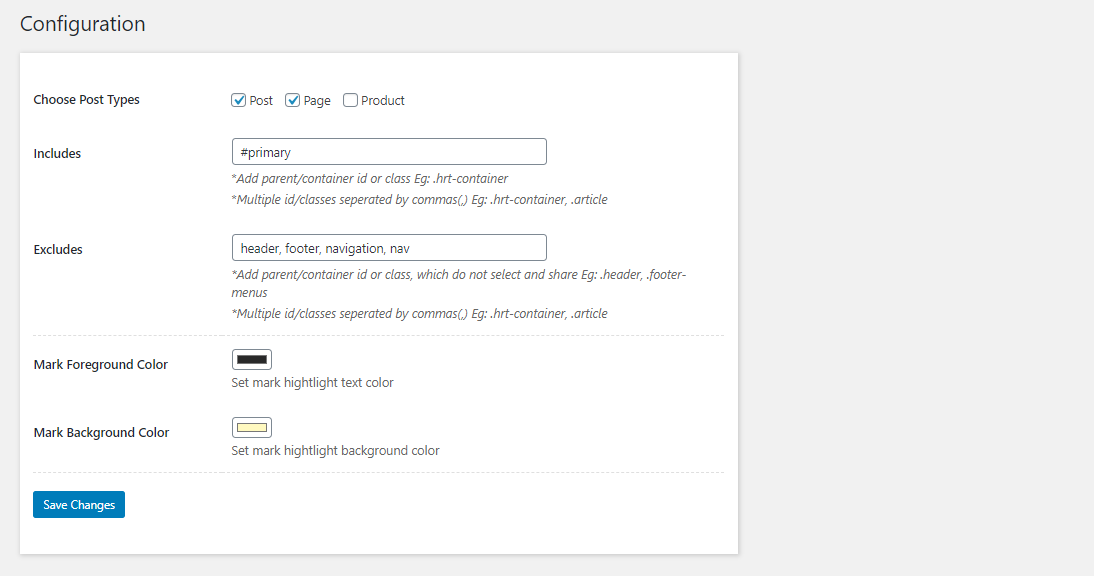 Configuration
Choose Post Types
Post Page Product
Includes
#primary
*Add parent/container id or class Eg: .hrt-container
*Multiple id/classes seperated by commas(,) Eg: .hrt-container, .article
Excludes
header, footer, navigation, nav
*Add parent/container id or class, which do not select and share Eg: .header, .footer-
menus
*Multiple id/classes seperated by commas(,) Eg: .hrt-container, .article
Mark Foreground Color
Set mark hightlight text color
Mark Background Color
Set mark hightlight background color
Save Changes